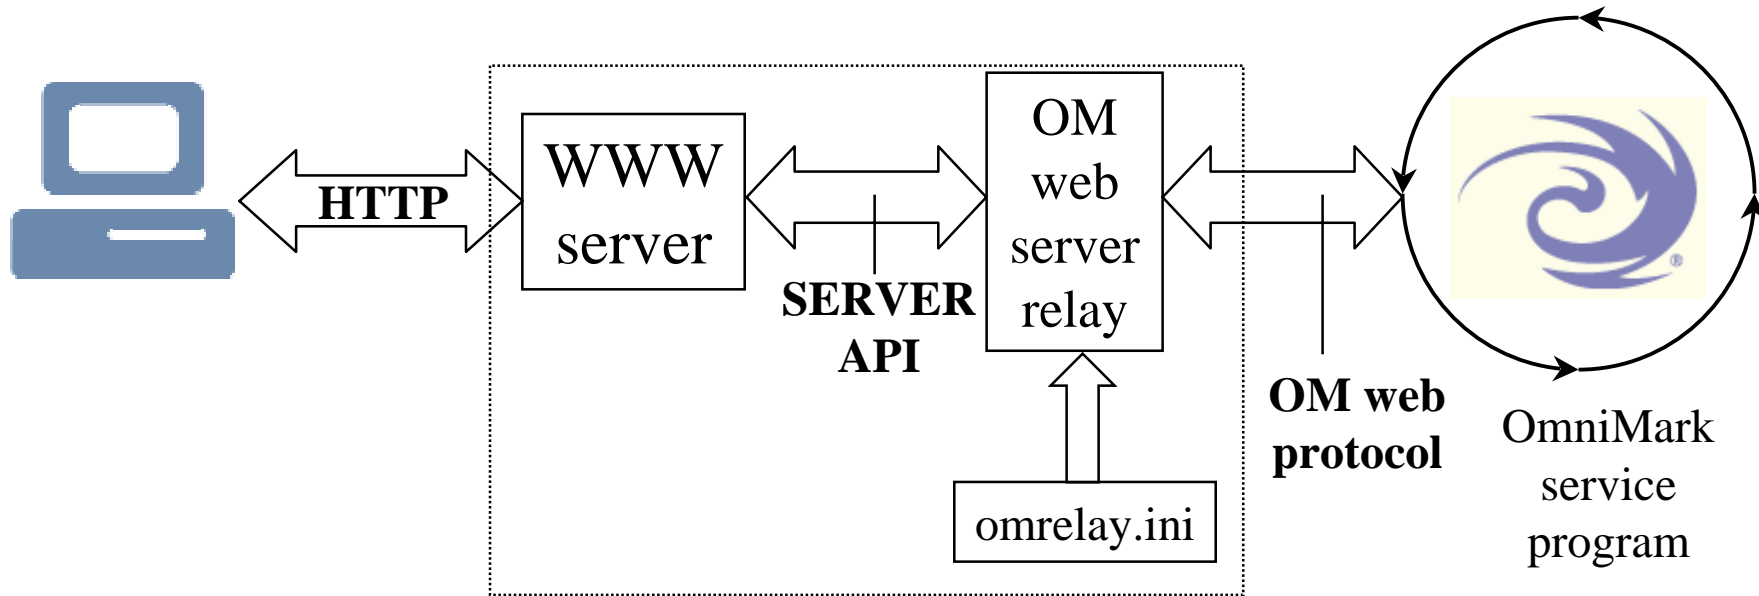 HTTP
WWW
server
SERVER
API
OM
web
server
relay
omrelay.ini
OM web
protocol
®
OmniMark
service
program